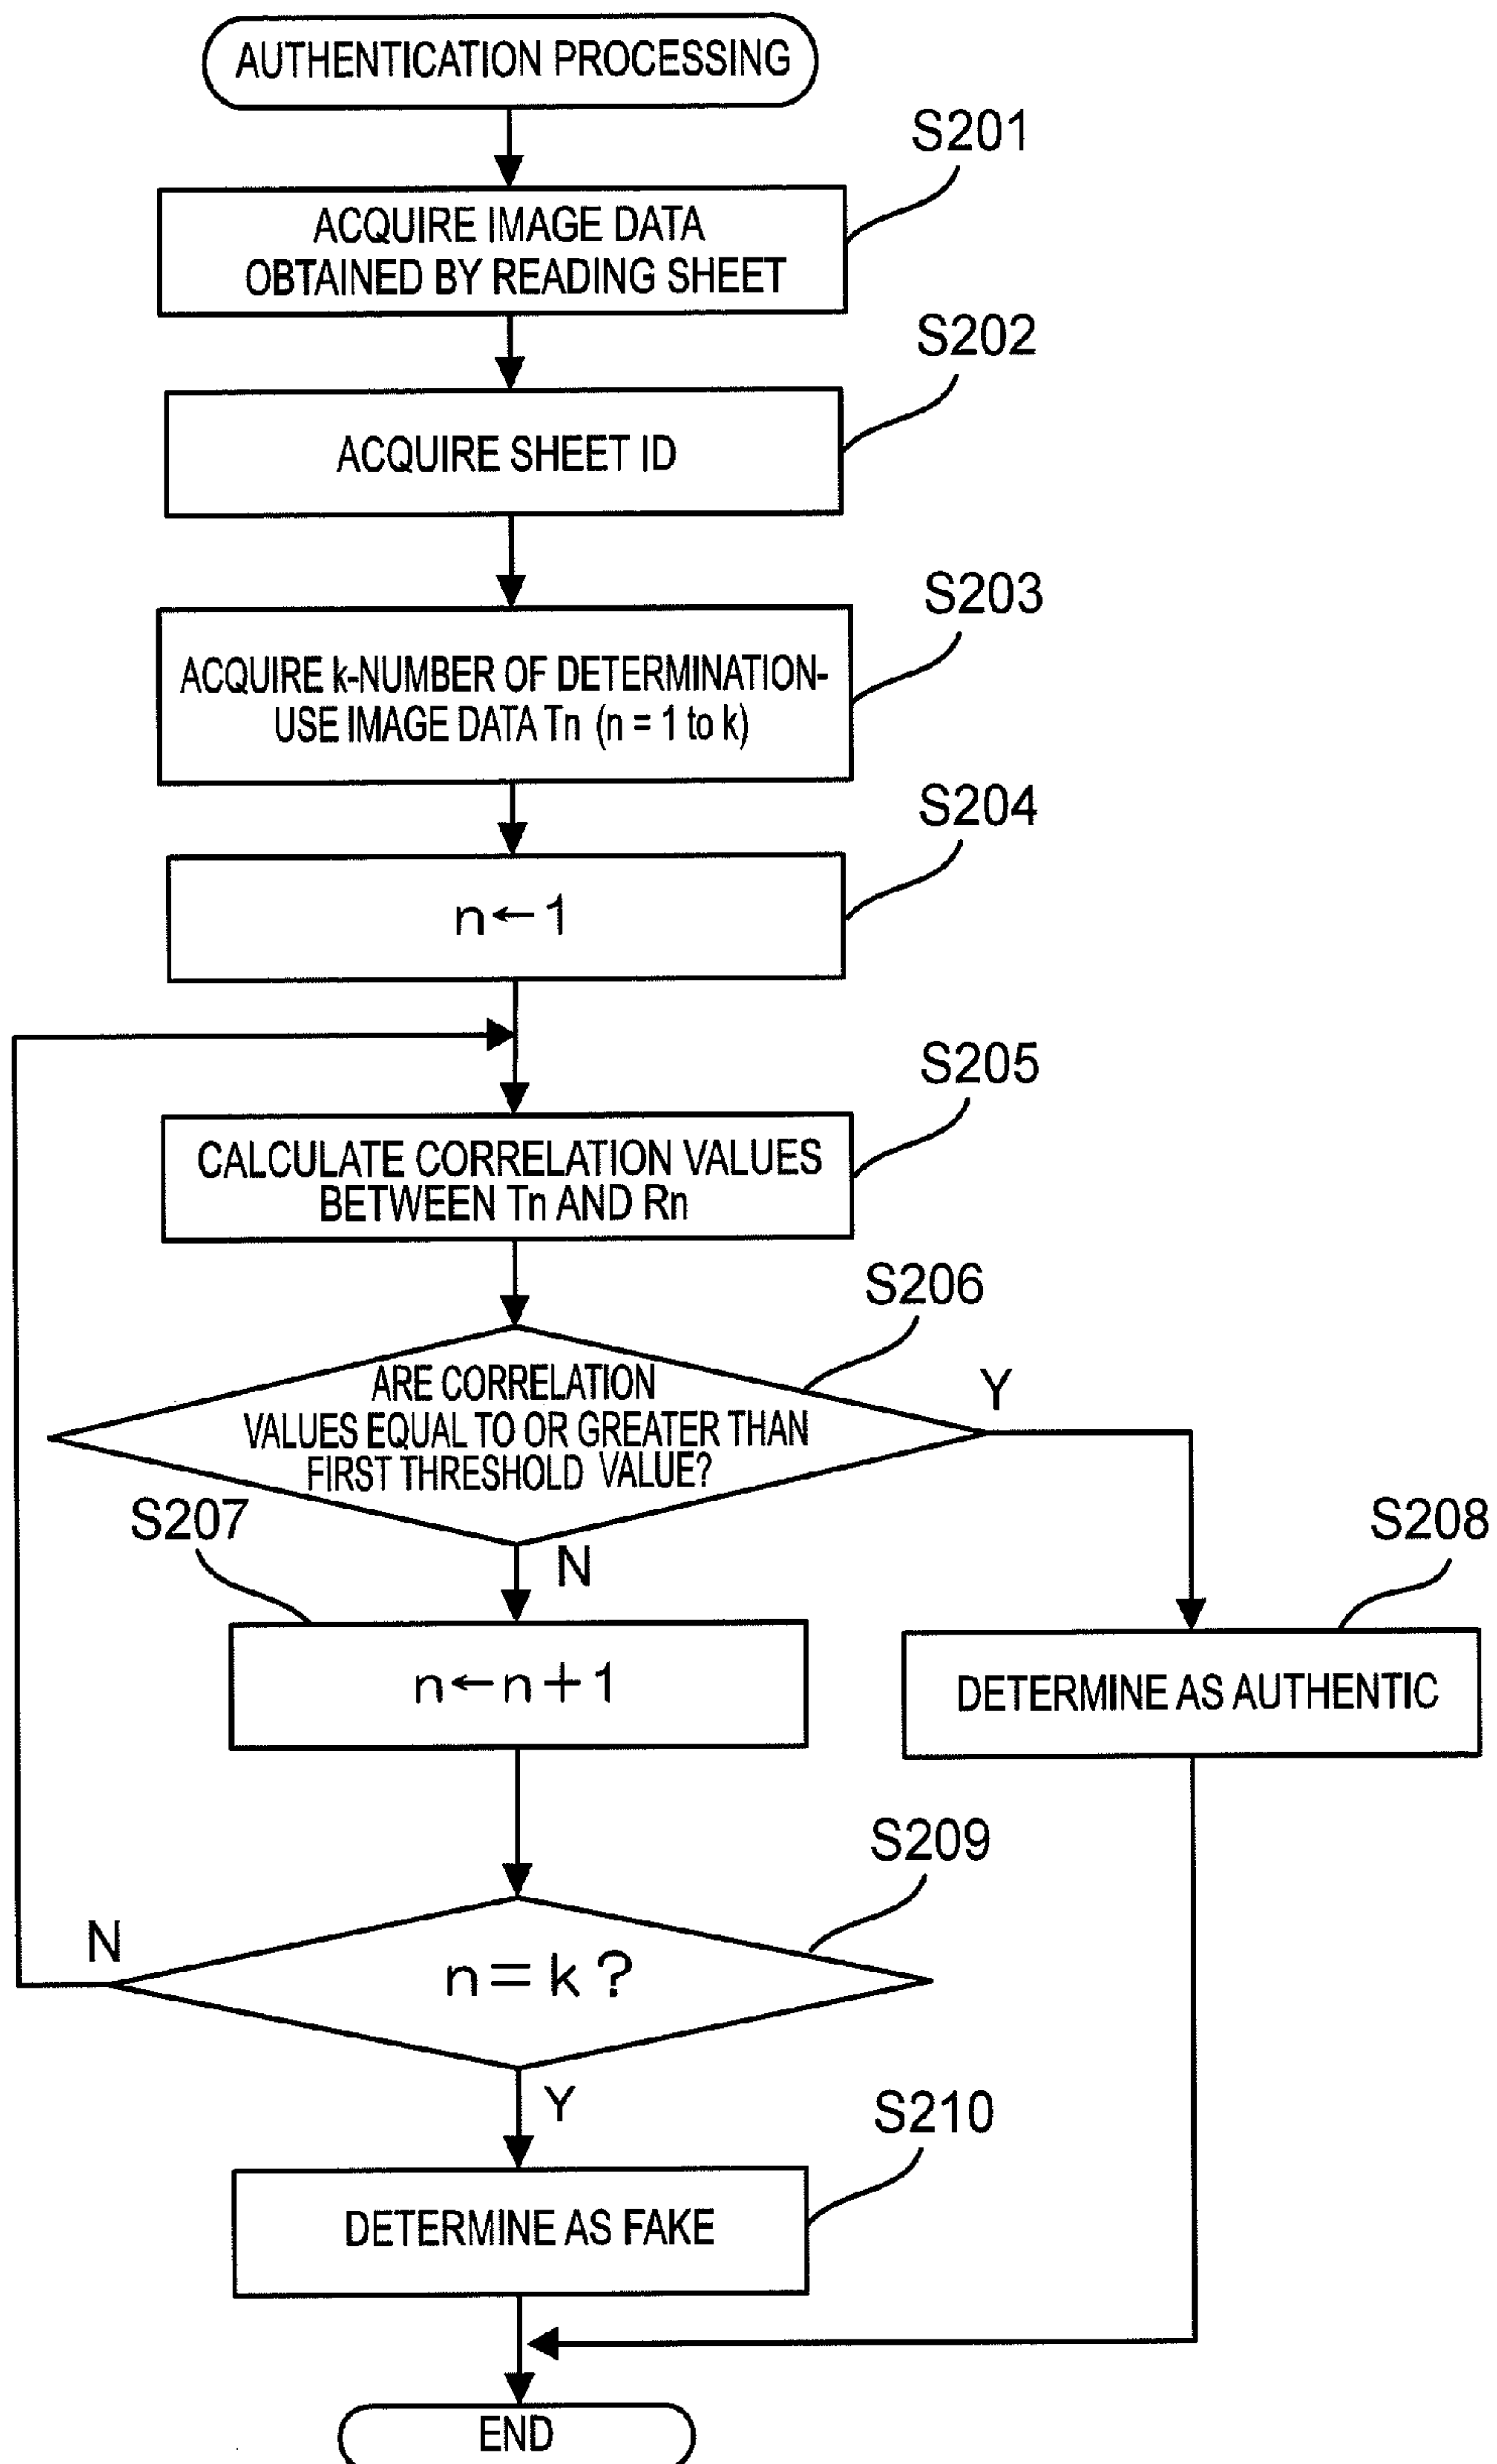 AUTHENTICATION PROCESSING
S201
ACQUIRE IMAGE DATA
OBTAINED BY READING SHEET
S202
ACQUIRE SHEET ID
S203
ACQUIRE k-NUMBER OF DETERMINATION-
USE IMAGE DATA Tn (n = 1 to k)
S204
n←1
S205
CALCULATE CORRELATION VALUES
BETWEEN Tn AND Rn
S206
ARE CORRELATION
VALUES EQUAL TO OR GREATER THAN
FIRST THRESHOLD VALUE?
Y
N
S207
n←n+1
S208
DETERMINE AS AUTHENTIC
S209
n=k?
N
Y
S210
DETERMINE AS FAKE
END